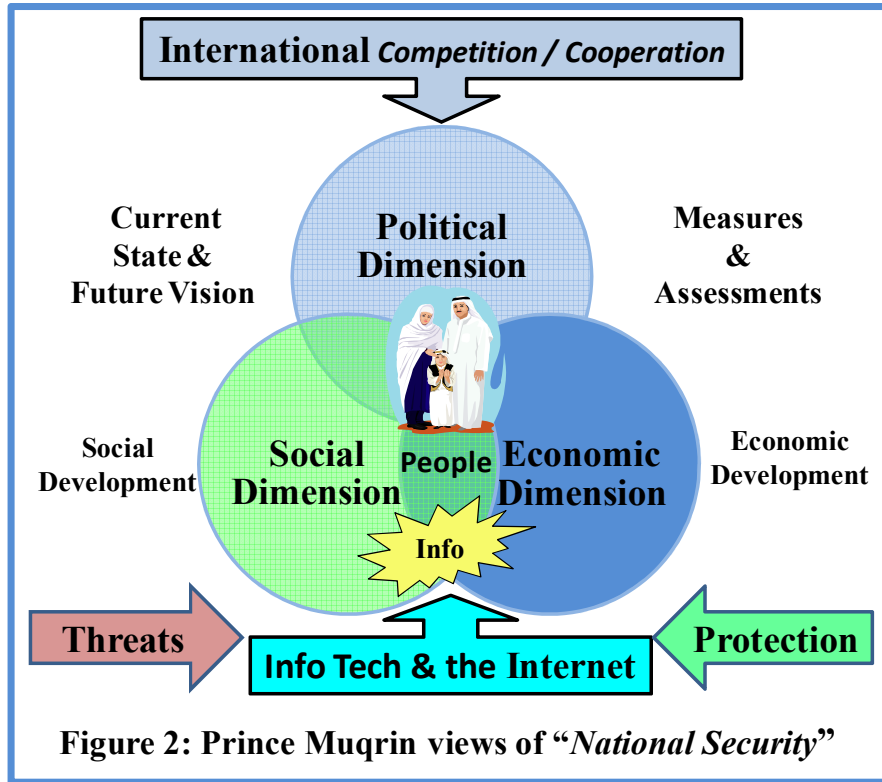 International Competition / Cooperation
Current
State &
Future Vision
Political
Dimension
Measures
&
Assessments
Social
Development
Social
Dimension
People
Economic
Dimension
Economic
Development
Info
Threats
Info Tech & the Internet
Protection
Figure 2: Prince Muqrin views of “National Security”